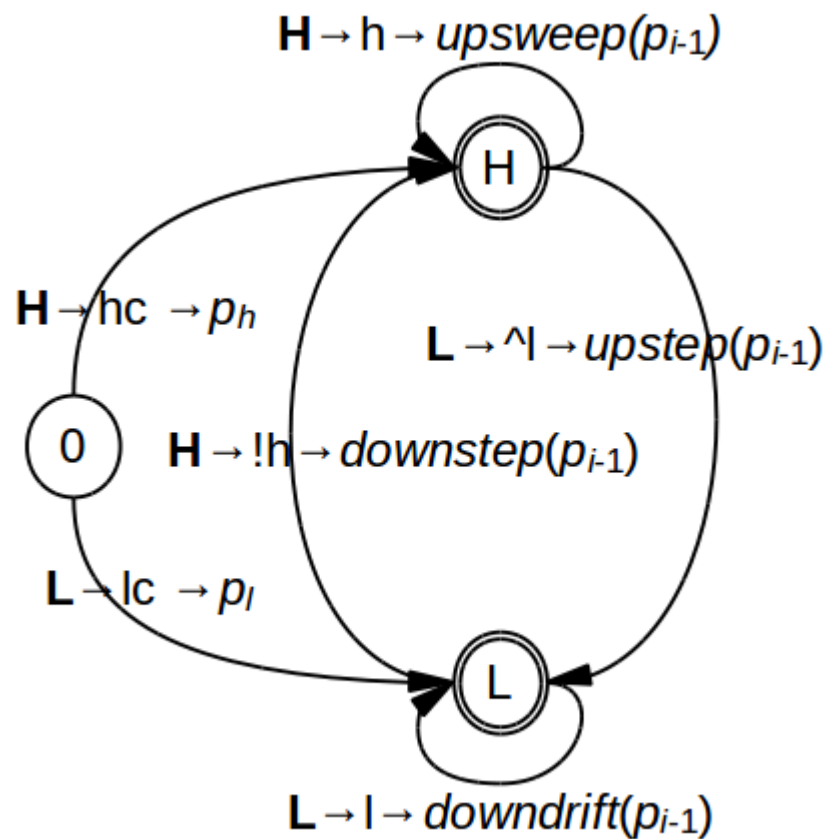 H→h→upsweep(pi-1)
H
H→hc →ph
L→^l→upstep(pi-1)
0
H→!h→downstep(pi-1)
L→lc →pl
L
L→l→downdrift(pi-1)